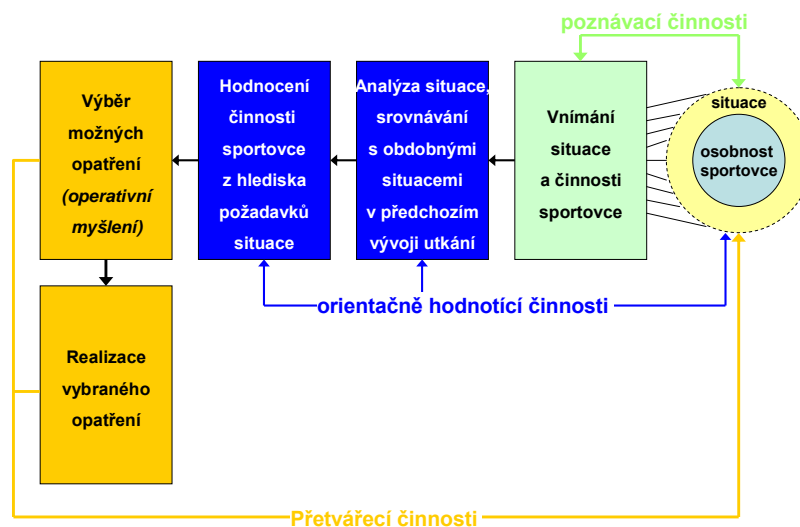 poznávací činnosti
Výběr
možných
opatření
(operativní
myšlení)
Hodnocení
činnosti
sportovce
z hlediska
požadavků
situace
Analýza situace,
srovnávání
s obdobnými
situacemi
v předchozím
vývoji utkání
Vnímání
situace
a činnosti
sportovce
situace
osobnost
sportovce
orientačně hodnotící činnosti
Realizace
vybraného
opatření
Přetvářecí činnosti